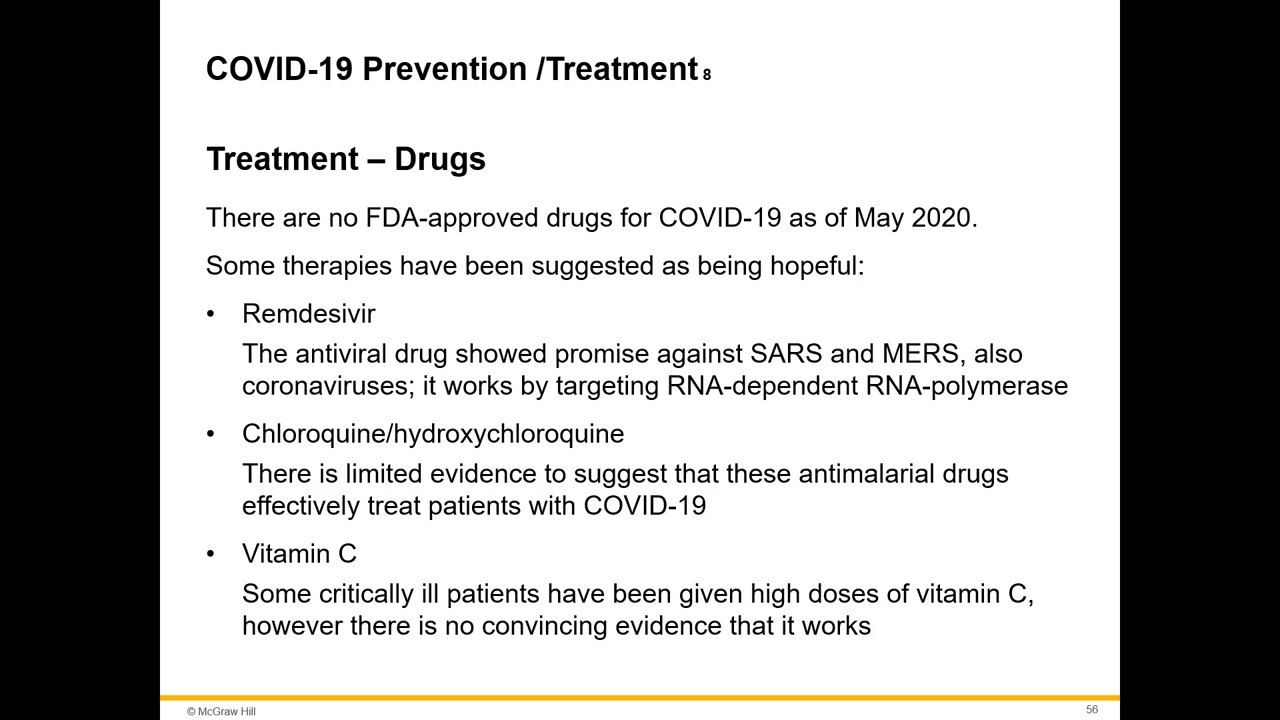 COVID-19 Prevention /Treatment 8
Treatment – Drugs
There are no FDA-approved drugs for COVID-19 as of May 2020.
Some therapies have been suggested as being hopeful:
• Remdesivir
The antiviral drug showed promise against SARS and MERS, also
coronaviruses; it works by targeting RNA-dependent RNA-polymerase
• Chloroquine/hydroxychloroquine
There is limited evidence to suggest that these antimalarial drugs
effectively treat patients with COVID-19
• Vitamin C
Some critically ill patients have been given high doses of vitamin C,
however there is no convincing evidence that it works
© McGraw Hill
56